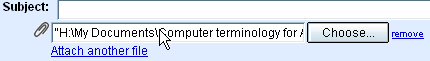 Subject:
"H:\My Documents\Computer terminology for A Choose... remove
Attach another file